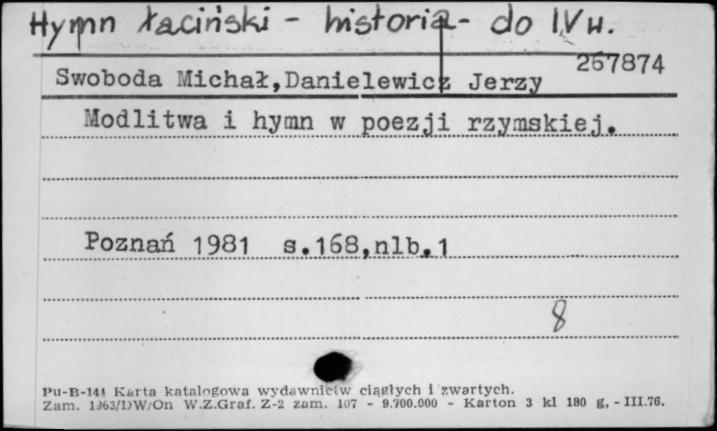 Hymn łaciński - historia - do IV w.
267874
Swoboda Michał,Danielewicz Jerzy
Modlitwa i hymn w poezji rzymskiej.
Poznań 1981 s.168,nlb.1
8
Pu-B-144 Karta katalogowa wydawnictw ciągłych i zwartych.
Zam. 1363/DW/On W.Z.Graf. Z-2 zam. 107 - 9.700.000 - Karton 3 kl 180 g, - III.76.